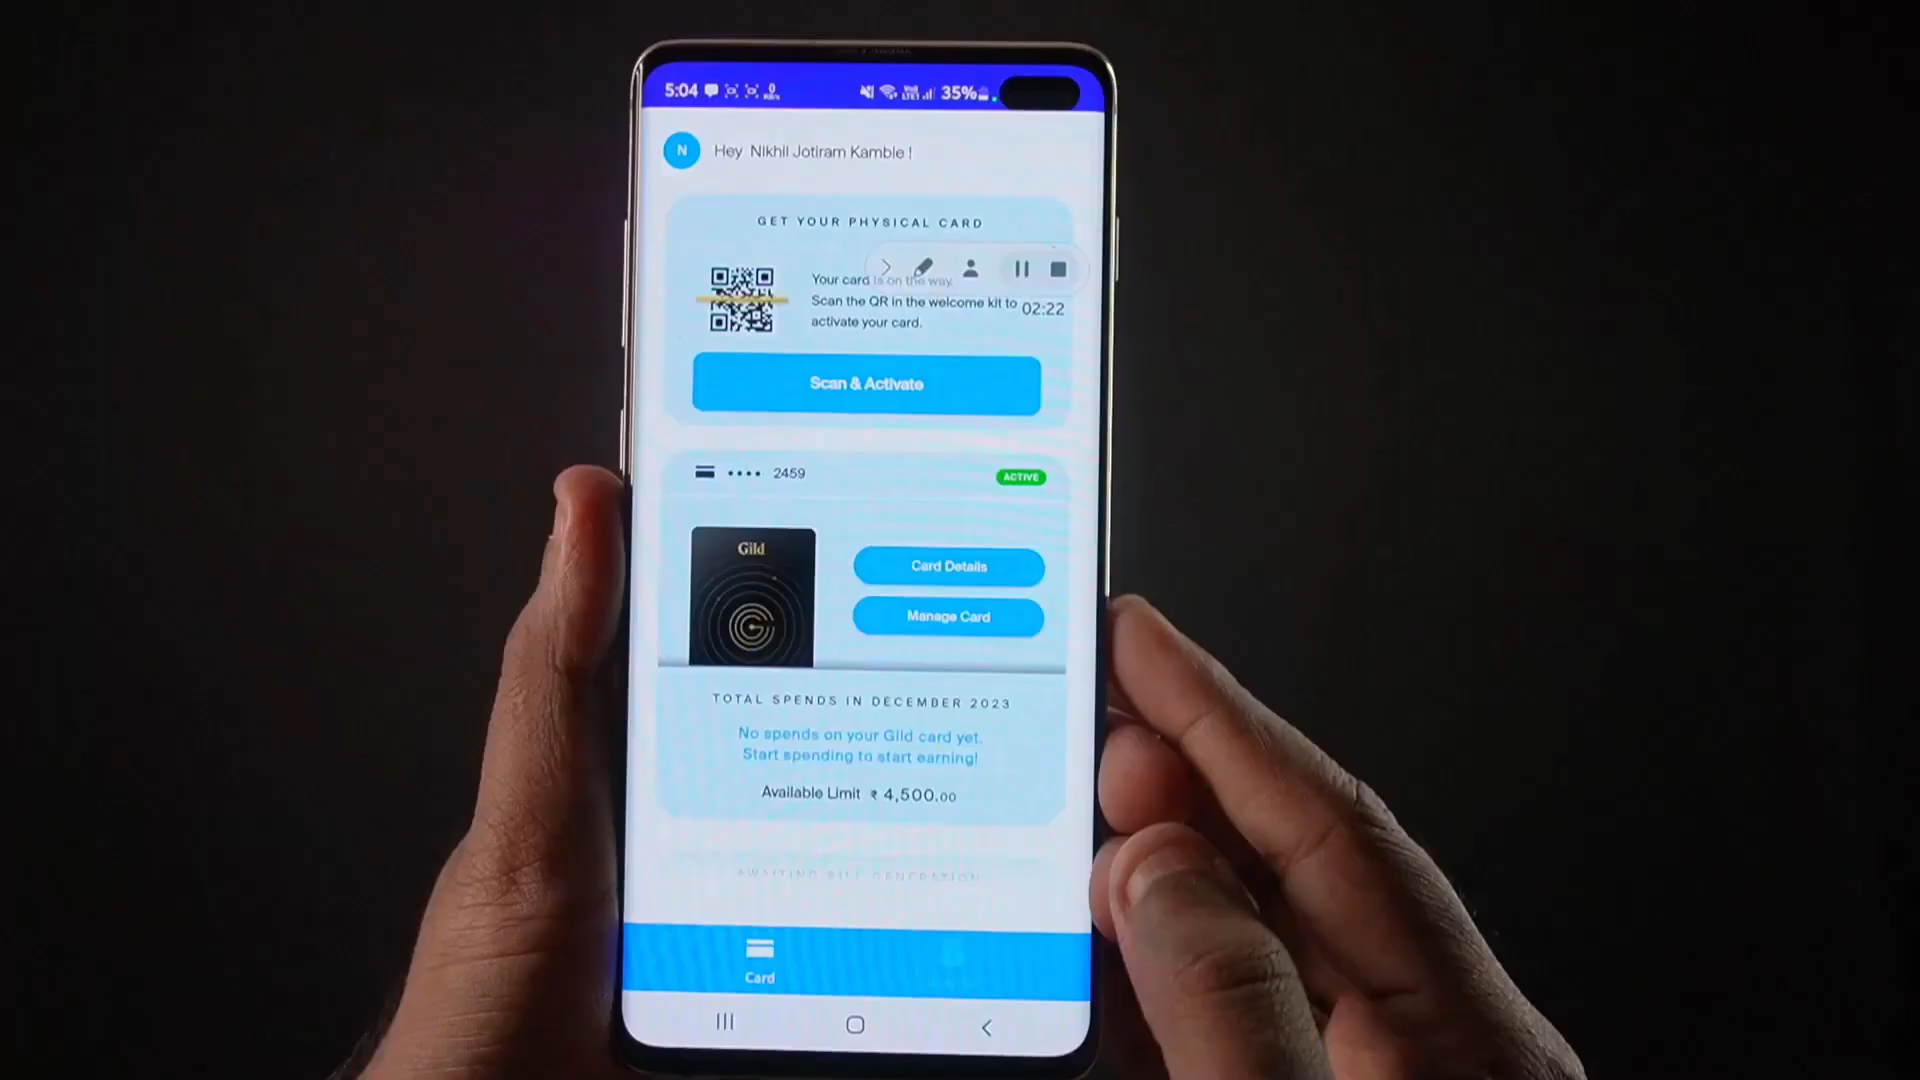 5:04
35%
N
Hey Nikhil Jotiram Kamble !
GET YOUR PHYSICAL CARD
Your card is on the way.
Scan the QR in the welcome kit to
activate your card.
02:22
Scan & Activate
•••• 2459
ACTIVE
Gild
Card Details
Manage Card
TOTAL SPENDS IN DECEMBER 2023
No spends on your Gild card yet.
Start spending to start earning!
Available Limit ₹ 4,500.00
AWAITING BILL GENERATION
Card